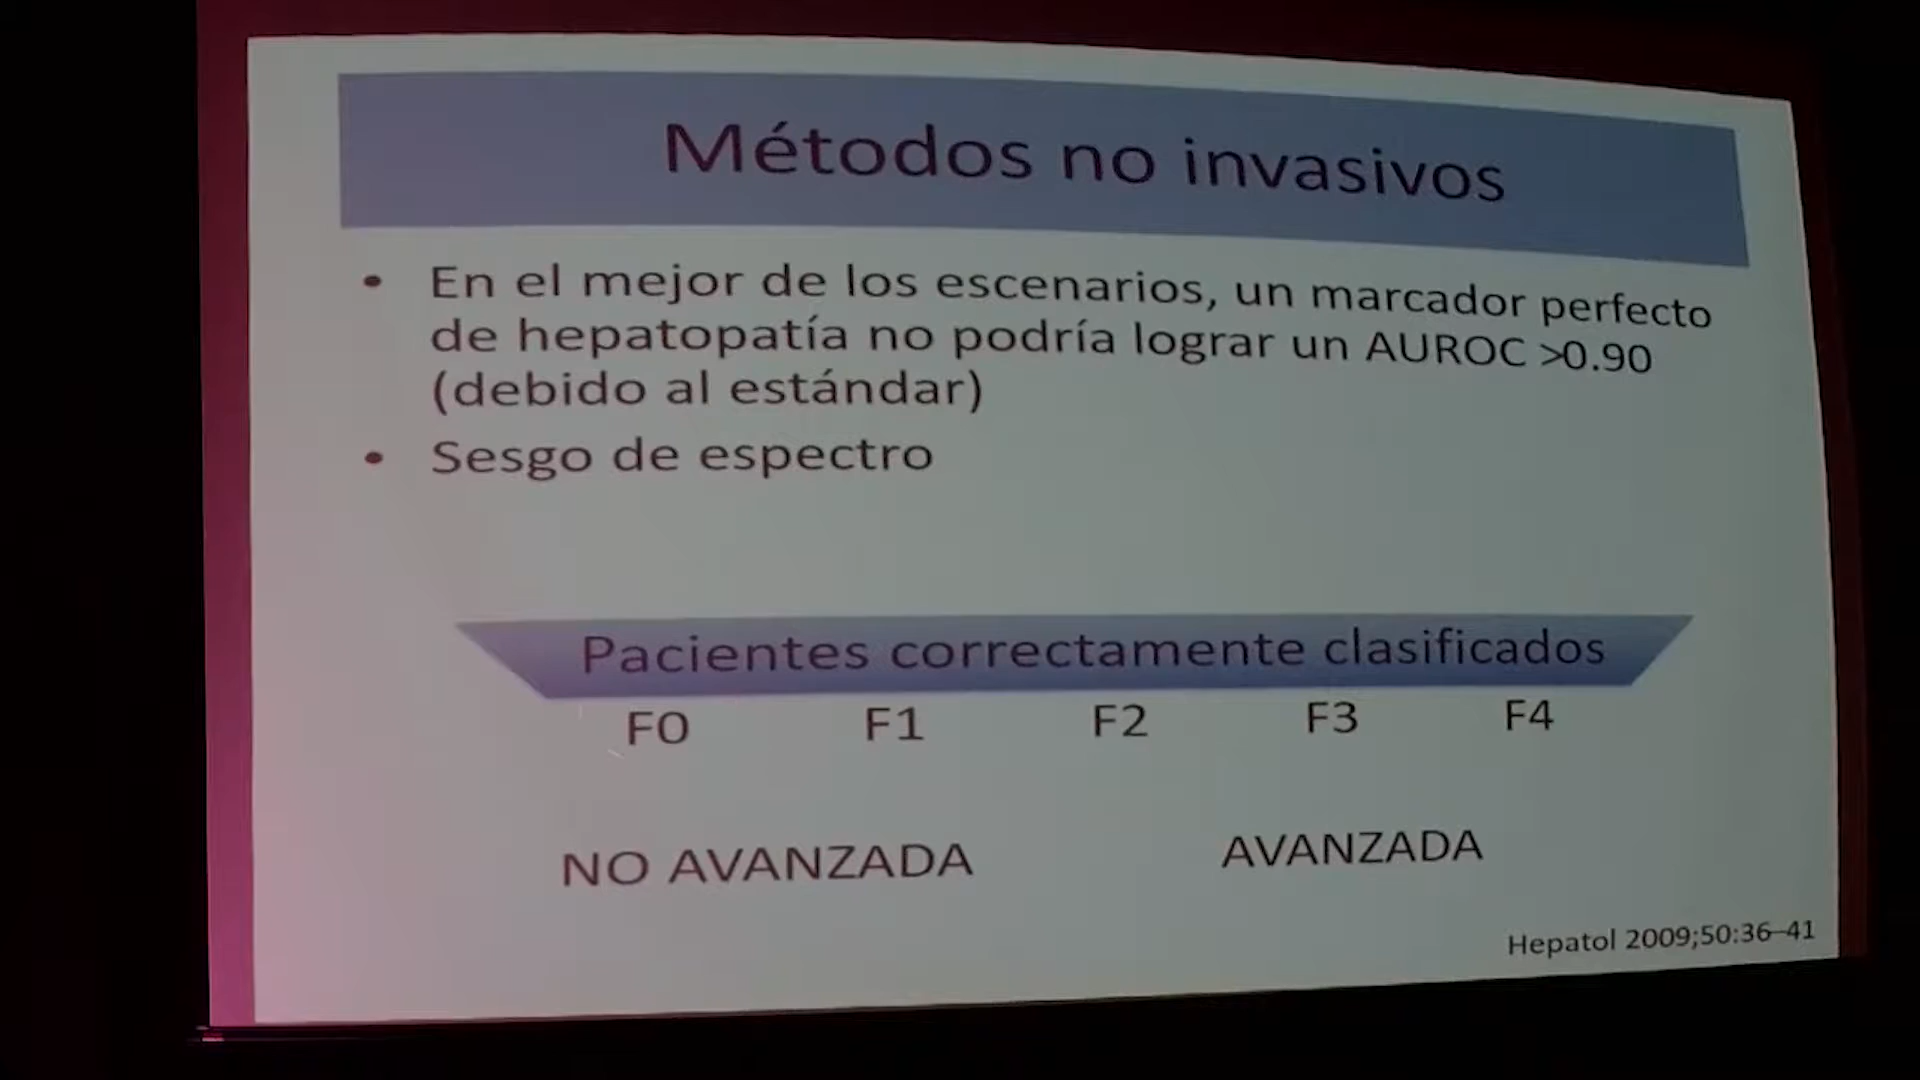 Métodos no invasivos
• En el mejor de los escenarios, un marcador perfecto
de hepatopatía no podría lograr un AUROC >0.90
(debido al estándar)
• Sesgo de espectro
Pacientes correctamente clasificados
F0 F1 F2 F3 F4
NO AVANZADA AVANZADA
Hepatol 2009;50:36–41